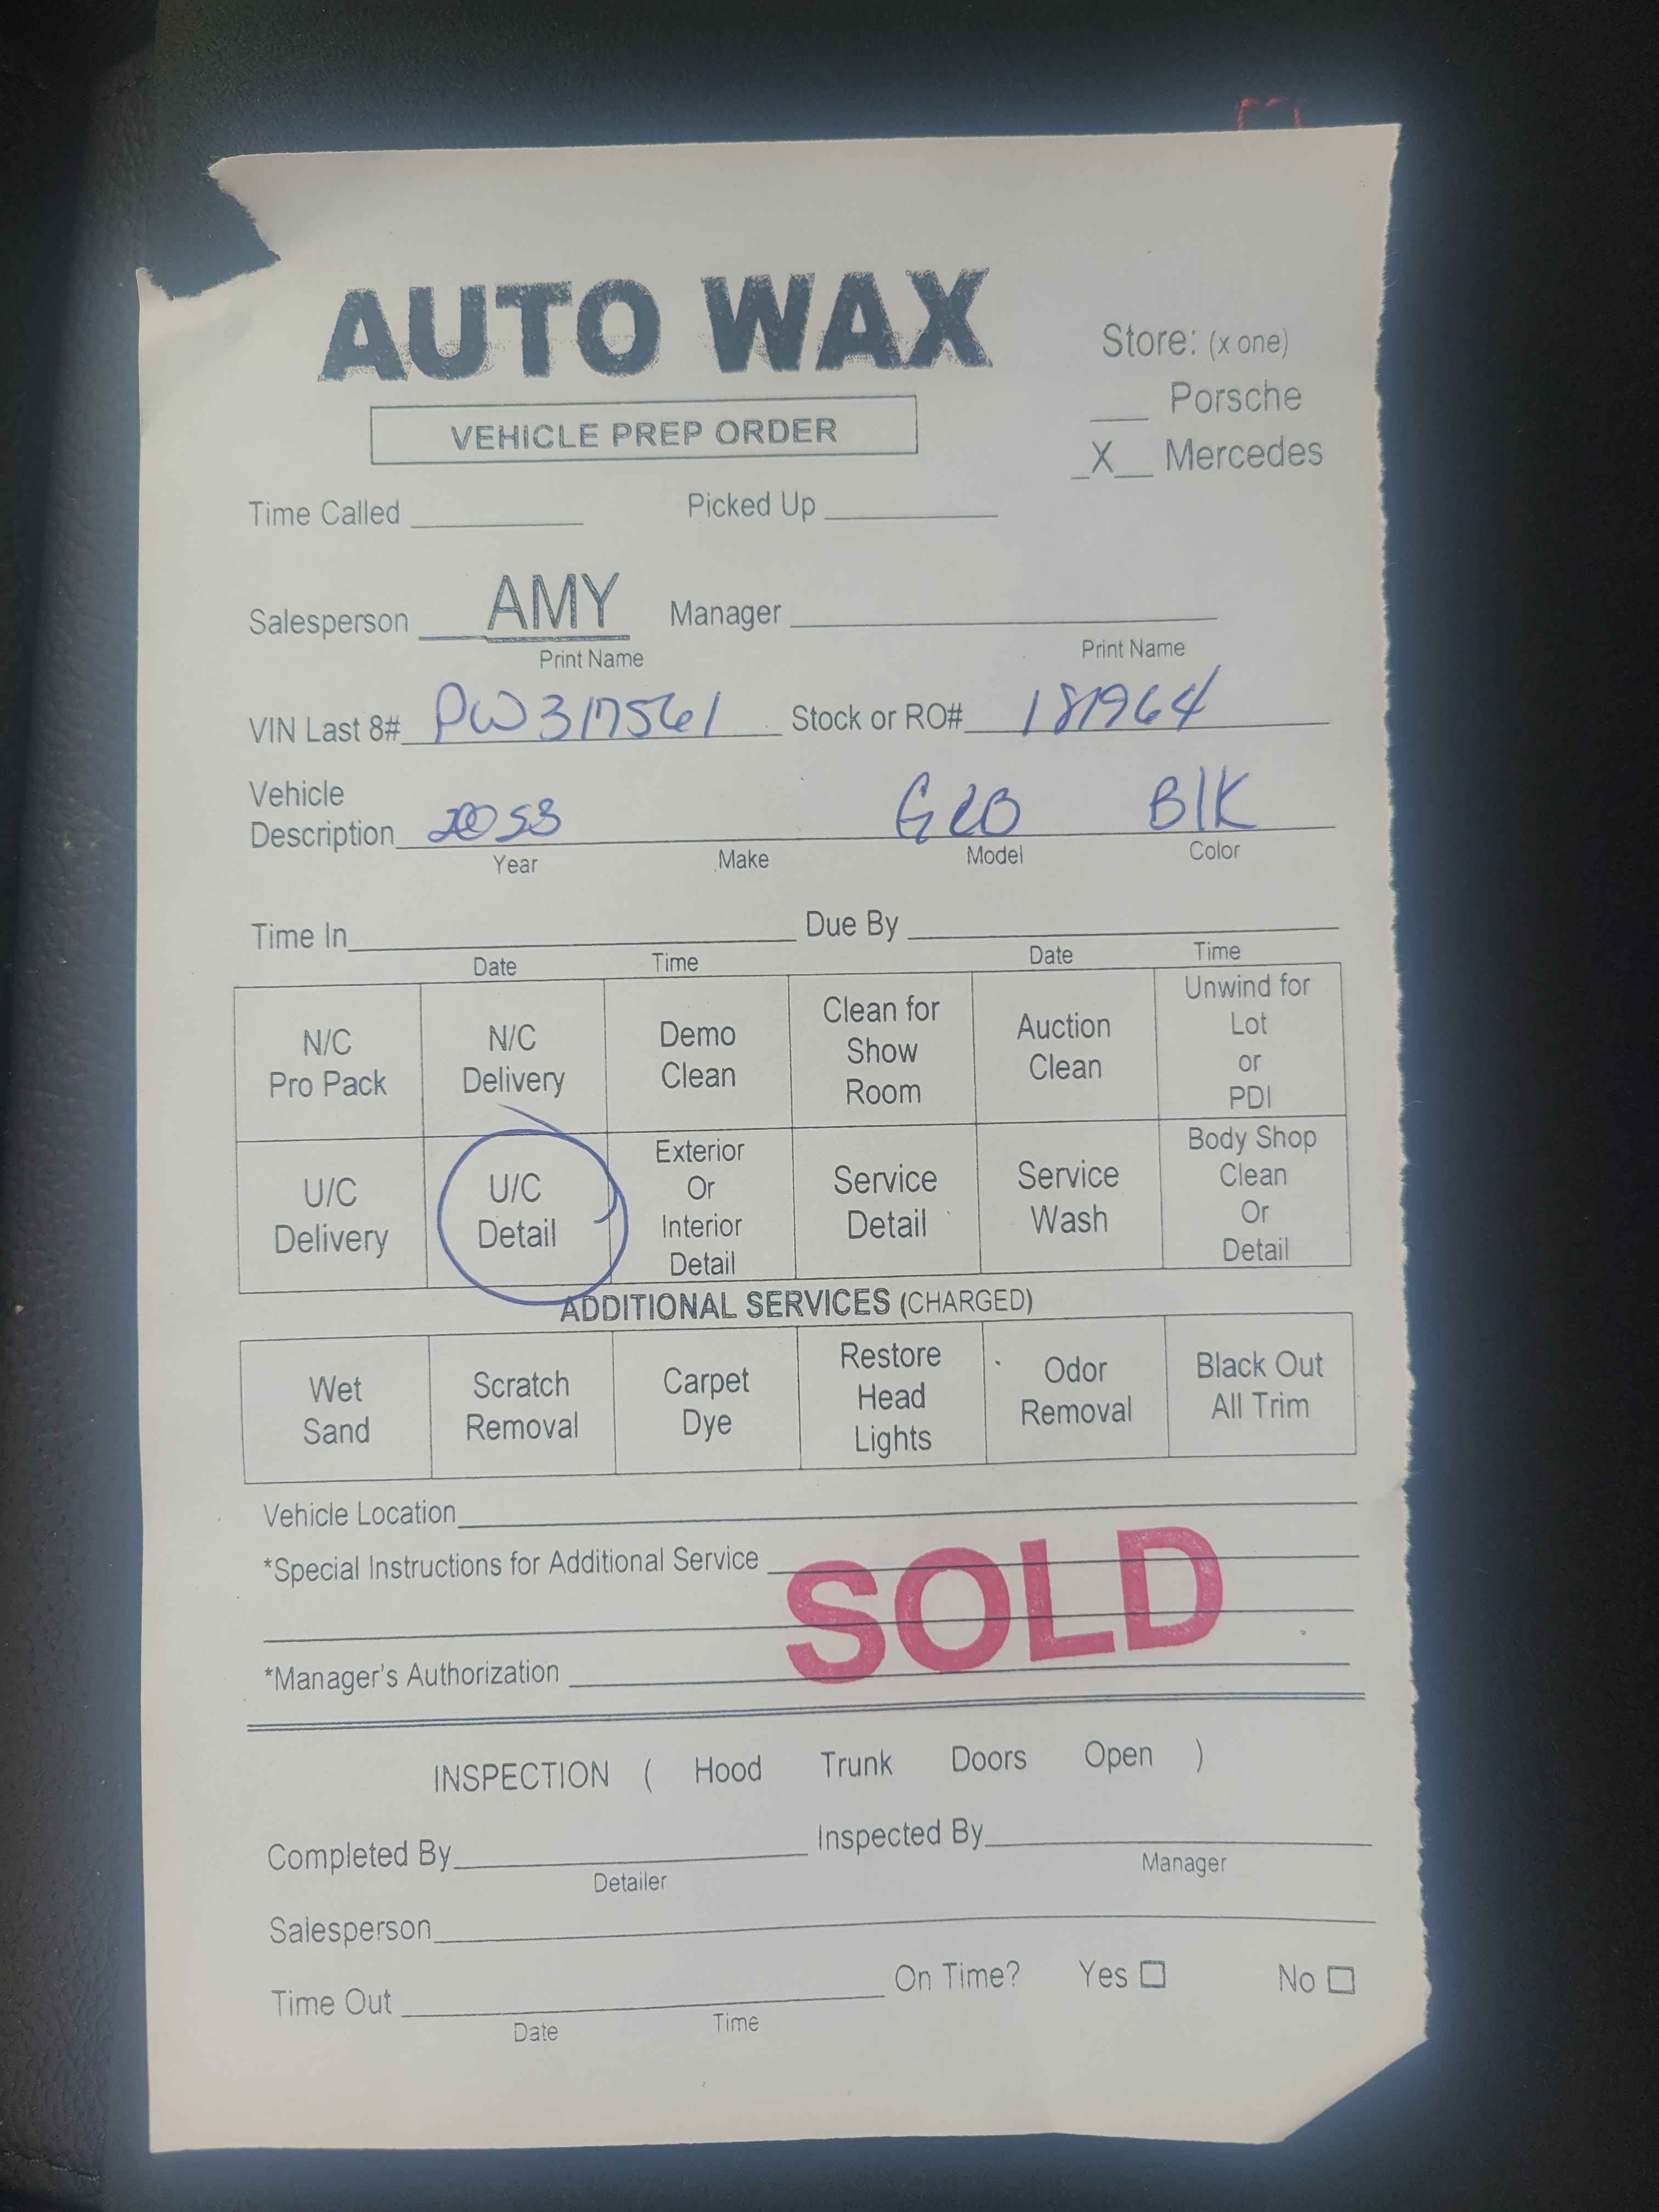 AUTO WAX
Store: (x one)
___ Porsche
VEHICLE PREP ORDER
_X_ Mercedes
Time Called ________ Picked Up ________
Salesperson AMY Manager ________
Print Name Print Name
VIN Last 8# PW317561 Stock or RO# 181964
Vehicle
Description GLB BlK
Year Make Model Color
Time In ________ Due By ________
Date Time Date Time
N/C Pro Pack
N/C Delivery
Demo Clean
Clean for Show Room
Auction Clean
Unwind for Lot or PDI
U/C Delivery
U/C Detail
Exterior Or Interior Detail
Service Detail
Service Wash
Body Shop Clean Or Detail
ADDITIONAL SERVICES (CHARGED)
Wet Sand
Scratch Removal
Carpet Dye
Restore Head Lights
Odor Removal
Black Out All Trim
Vehicle Location ________
*Special Instructions for Additional Service ________
SOLD
*Manager's Authorization ________
INSPECTION ( Hood Trunk Doors Open )
Completed By ________ Inspected By ________
Detailer Manager
Salesperson ________
Time Out ________ On Time? Yes ☐ No ☐
Date Time